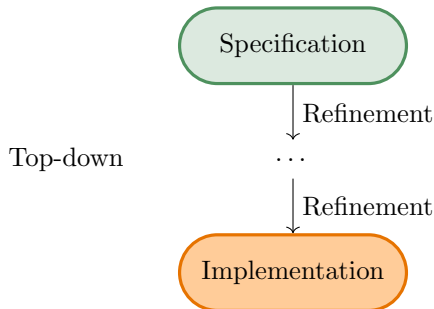 Specification
Refinement
Top-down
...
Refinement
Implementation